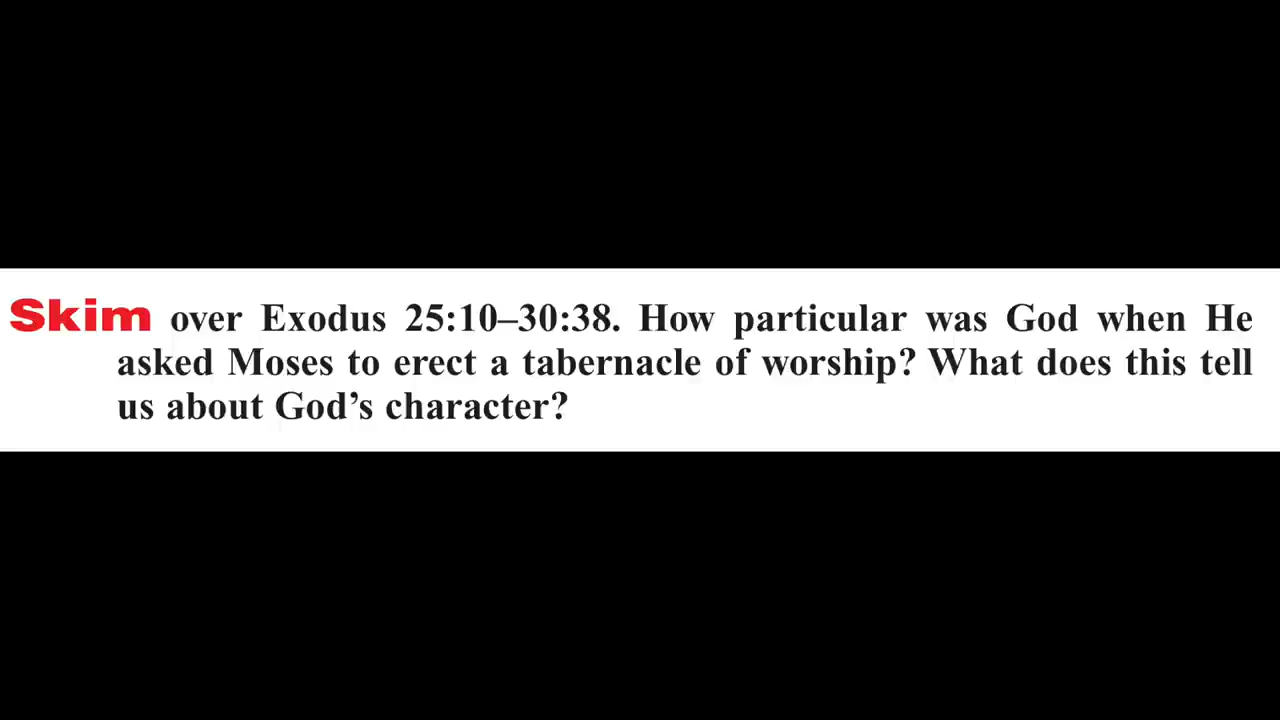 Skim over Exodus 25:10–30:38. How particular was God when He
asked Moses to erect a tabernacle of worship? What does this tell
us about God’s character?